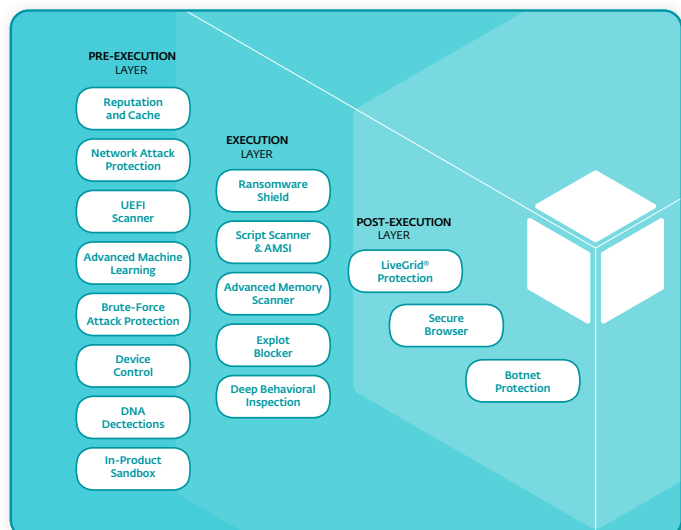 PRE-EXECUTION
LAYER
Reputation
and Cache
Network Attack
Protection
UEFI
Scanner
Advanced Machine
Learning
Brute-Force
Attack Protection
Device
Control
DNA
Dectections
In-Product
Sandbox
EXECUTION
LAYER
Ransomware
Shield
Script Scanner
& AMSI
Advanced Memory
Scanner
Explot
Blocker
Deep Behavioral
Inspection
POST-EXECUTION
LAYER
LiveGrid®
Protection
Secure
Browser
Botnet
Protection